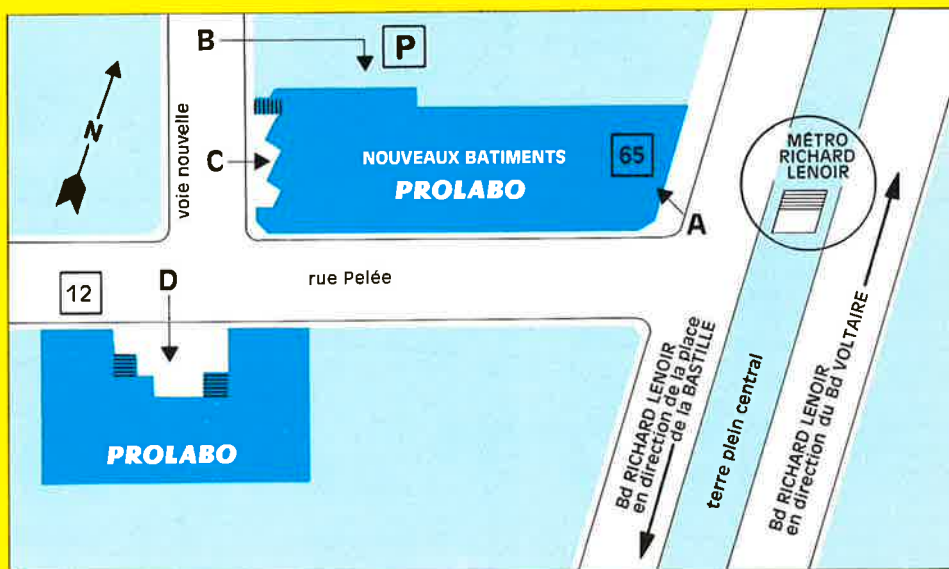 B
P
N
voie nouvelle
C
NOUVEAUX BATIMENTS
PROLABO
65
A
MÉTRO
RICHARD
LENOIR
12
D
rue Pelée
PROLABO
Bd RICHARD LENOIR
en direction de la place
de la BASTILLE
terre plein central
Bd RICHARD LENOIR
en direction du Bd VOLTAIRE